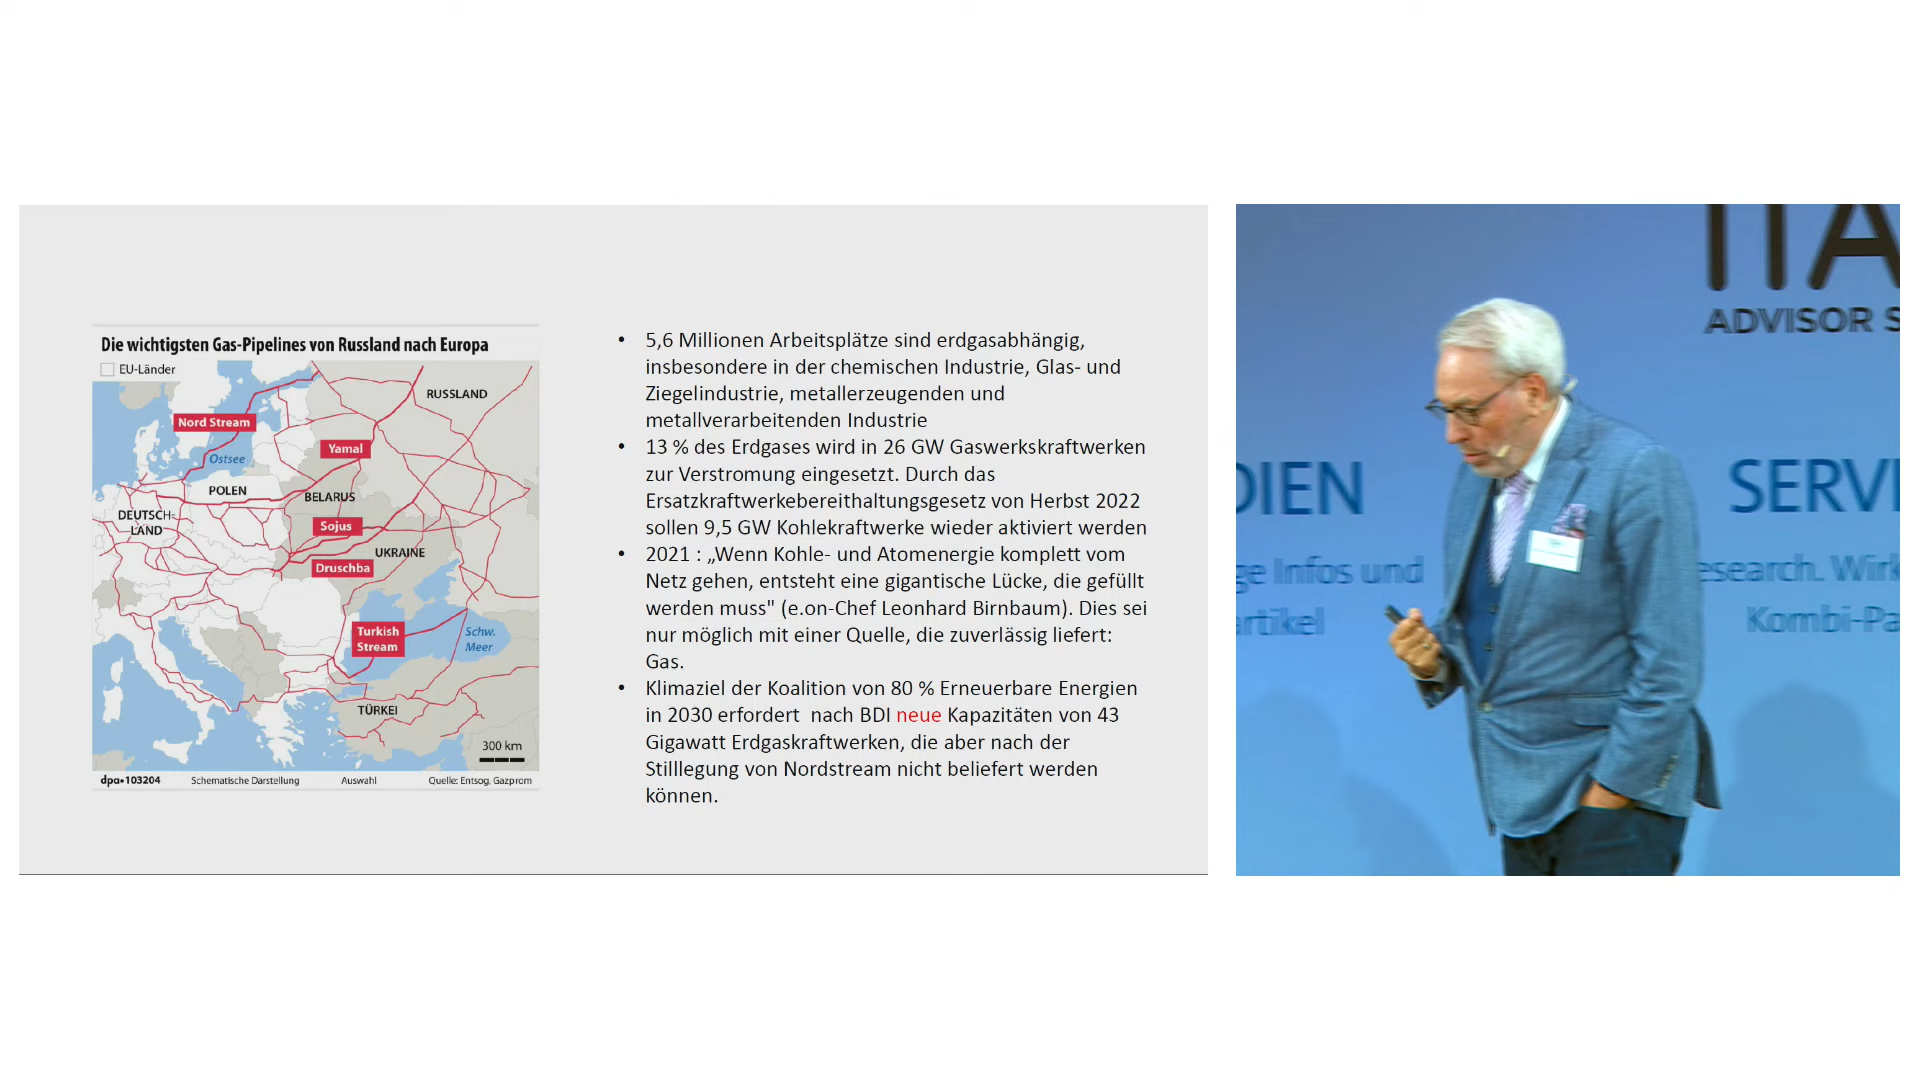 Die wichtigsten Gas-Pipelines von Russland nach Europa
EU-Länder
RUSSLAND
Nord Stream
Yamal
Ostsee
POLEN
BELARUS
DEUTSCH-
LAND
Sojus
UKRAINE
Druschba
Turkish
Stream
Schw.
Meer
TÜRKEI
300 km
dpa•103204
Schematische Darstellung
Auswahl
Quelle: Entsog, Gazprom
• 5,6 Millionen Arbeitsplätze sind erdgasabhängig,
insbesondere in der chemischen Industrie, Glas- und
Ziegelindustrie, metallerzeugenden und
metallverarbeitenden Industrie
• 13 % des Erdgases wird in 26 GW Gaswerkskraftwerken
zur Verstromung eingesetzt. Durch das
Ersatzkraftwerkebereithaltungsgesetz von Herbst 2022
sollen 9,5 GW Kohlekraftwerke wieder aktiviert werden
• 2021 : „Wenn Kohle- und Atomenergie komplett vom
Netz gehen, entsteht eine gigantische Lücke, die gefüllt
werden muss" (e.on-Chef Leonhard Birnbaum). Dies sei
nur möglich mit einer Quelle, die zuverlässig liefert:
Gas.
• Klimaziel der Koalition von 80 % Erneuerbare Energien
in 2030 erfordert  nach BDI neue Kapazitäten von 43
Gigawatt Erdgaskraftwerken, die aber nach der
Stilllegung von Nordstream nicht beliefert werden
können.
ITA
ADVISOR S
DIEN
SERVI
ge Infos und
artikel
esearch. Wirk
Kombi-Pa